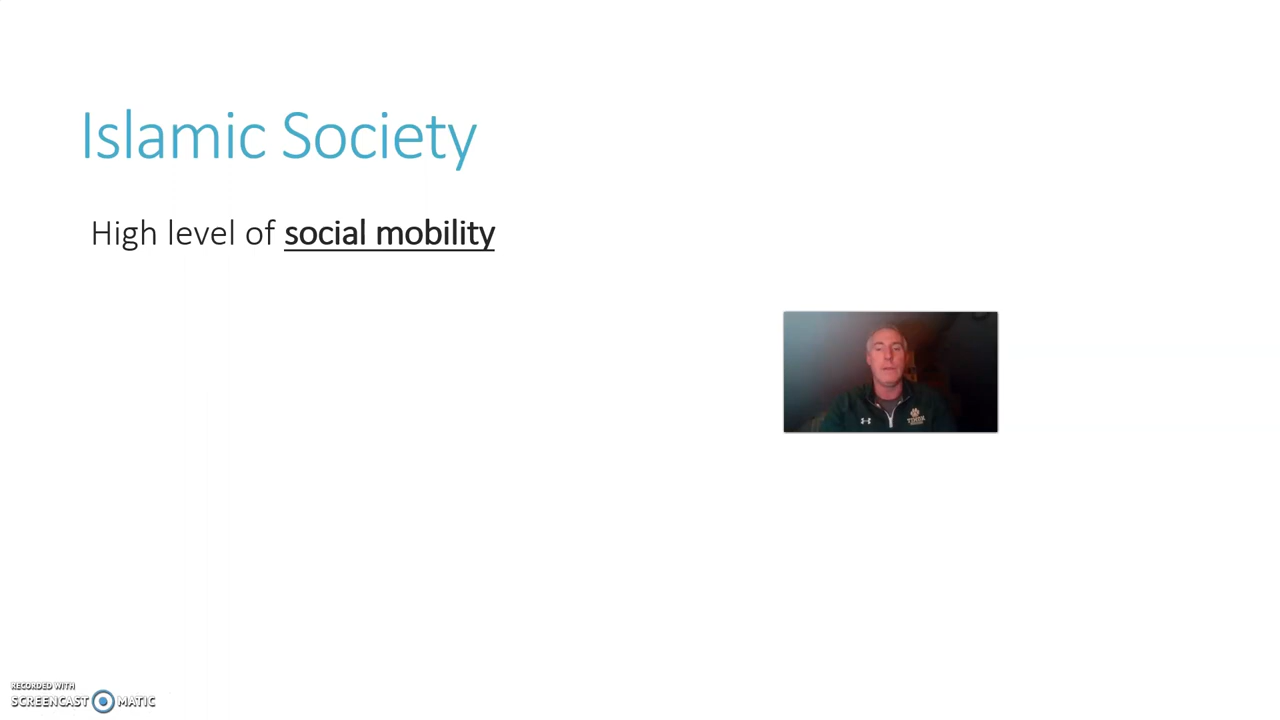 Islamic Society
High level of social mobility
RECORDED WITH
SCREENCAST MATIC